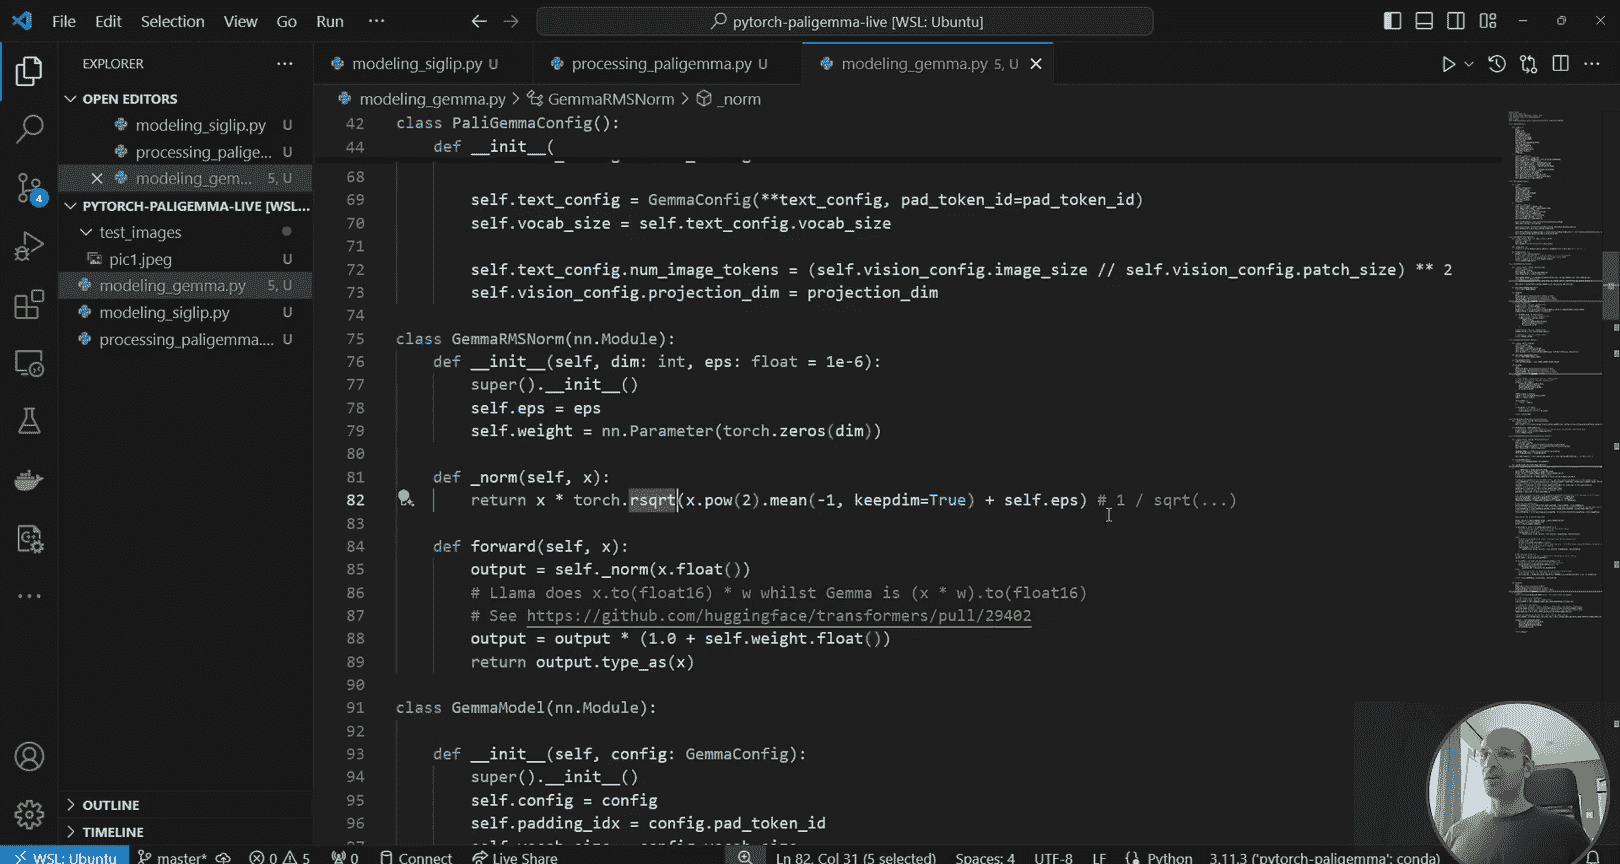 File Edit Selection View Go Run ···
pytorch-paligemma-live [WSL: Ubuntu]
EXPLORER ···
OPEN EDITORS
modeling_siglip.py U
processing_palige... U
modeling_gem... 5, U
PYTORCH-PALIGEMMA-LIVE [WSL...
test_images
pic1.jpeg U
modeling_gemma.py 5, U
modeling_siglip.py U
processing_paligemma.... U
OUTLINE
TIMELINE
4
modeling_siglip.py U processing_paligemma.py U modeling_gemma.py 5, U
modeling_gemma.py > GemmaRMSNorm > _norm
42 class PaliGemmaConfig():
44 def __init__(
68
69 self.text_config = GemmaConfig(**text_config, pad_token_id=pad_token_id)
70 self.vocab_size = self.text_config.vocab_size
71
72 self.text_config.num_image_tokens = (self.vision_config.image_size // self.vision_config.patch_size) ** 2
73 self.vision_config.projection_dim = projection_dim
74
75 class GemmaRMSNorm(nn.Module):
76 def __init__(self, dim: int, eps: float = 1e-6):
77 super().__init__()
78 self.eps = eps
79 self.weight = nn.Parameter(torch.zeros(dim))
80
81 def _norm(self, x):
82 return x * torch.rsqrt(x.pow(2).mean(-1, keepdim=True) + self.eps) # 1 / sqrt(...)
83
84 def forward(self, x):
85 output = self._norm(x.float())
86 # Llama does x.to(float16) * w whilst Gemma is (x * w).to(float16)
87 # See https://github.com/huggingface/transformers/pull/29402
88 output = output * (1.0 + self.weight.float())
89 return output.type_as(x)
90
91 class GemmaModel(nn.Module):
92
93 def __init__(self, config: GemmaConfig):
94 super().__init__()
95 self.config = config
96 self.padding_idx = config.pad_token_id
WSL: Ubuntu master* 0 5 0 Connect Live Share Ln 82, Col 31 (5 selected) Spaces: 4 UTF-8 LF Python 3.11.3 ('pytorch-paligemma': conda)